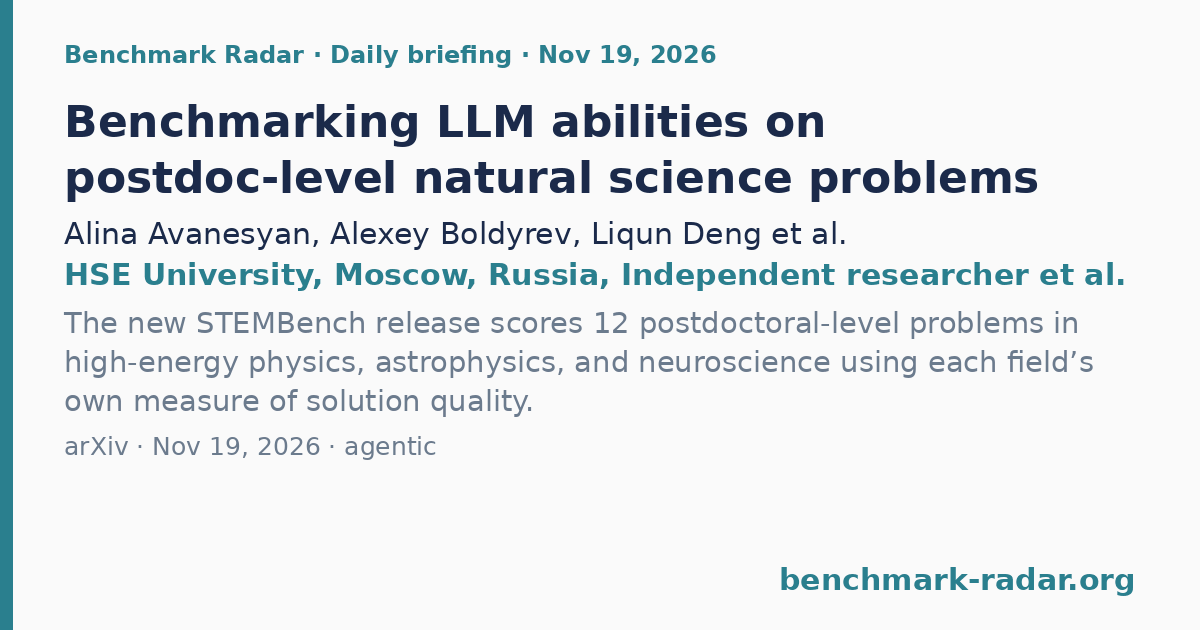 Benchmark Radar · Daily briefing · Nov 19, 2026
Benchmarking LLM abilities on
postdoc-level natural science problems
Alina Avanesyan, Alexey Boldyrev, Liqun Deng et al.
HSE University, Moscow, Russia, Independent researcher et al.
The new STEMBench release scores 12 postdoctoral-level problems in
high-energy physics, astrophysics, and neuroscience using each field’s
own measure of solution quality.
arXiv · Nov 19, 2026 · agentic
benchmark-radar.org